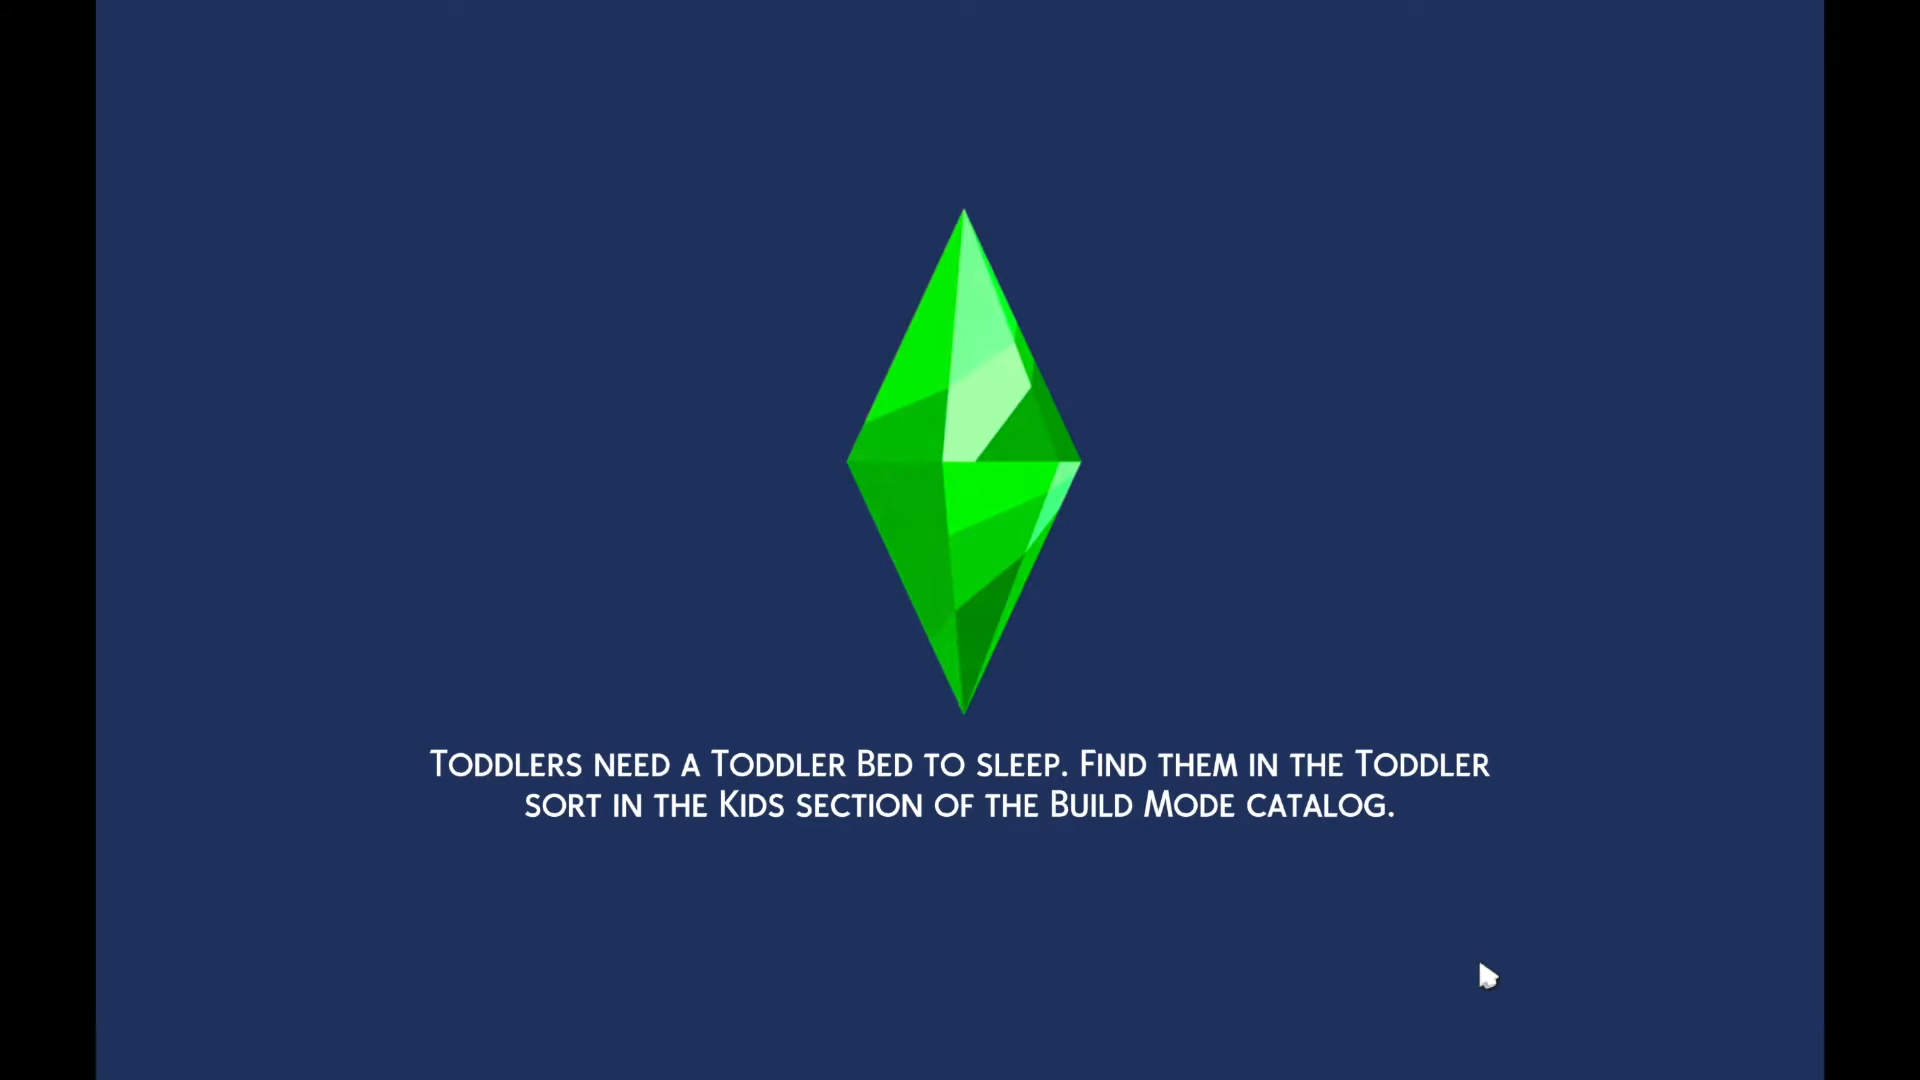 TODDLERS NEED A TODDLER BED TO SLEEP. FIND THEM IN THE TODDLER
SORT IN THE KIDS SECTION OF THE BUILD MODE CATALOG.